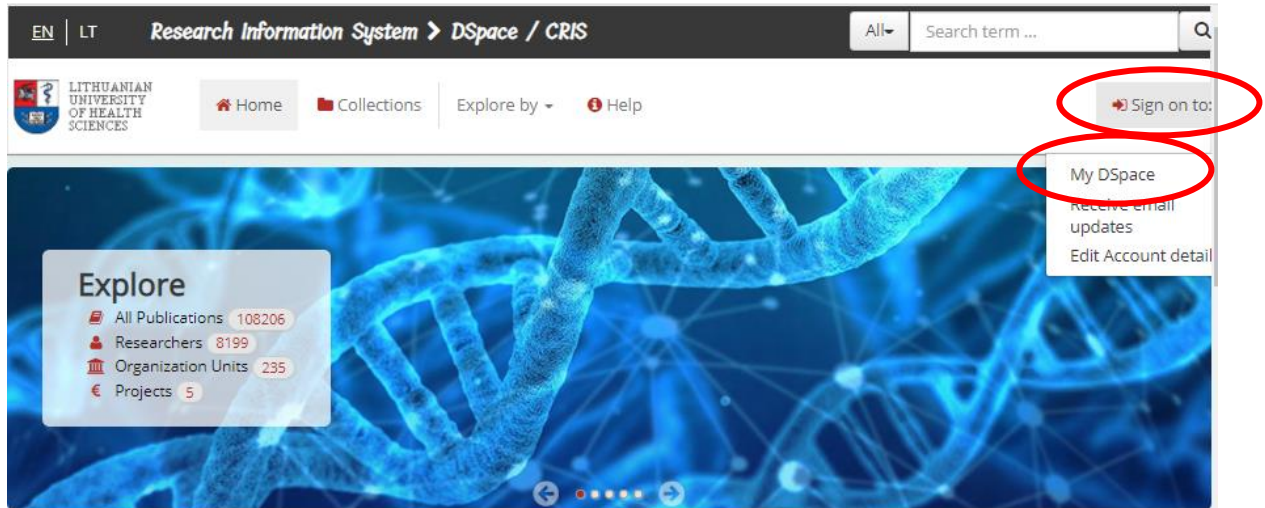 EN | LT Research Information System > DSpace / CRIS All Search term ...
LITHUANIAN
UNIVERSITY
OF HEALTH
SCIENCES
Home Collections Explore by Help Sign on to:
My DSpace
Receive email
updates
Edit Account detail
Explore
All Publications 108206
Researchers 8199
Organization Units 235
€ Projects 5